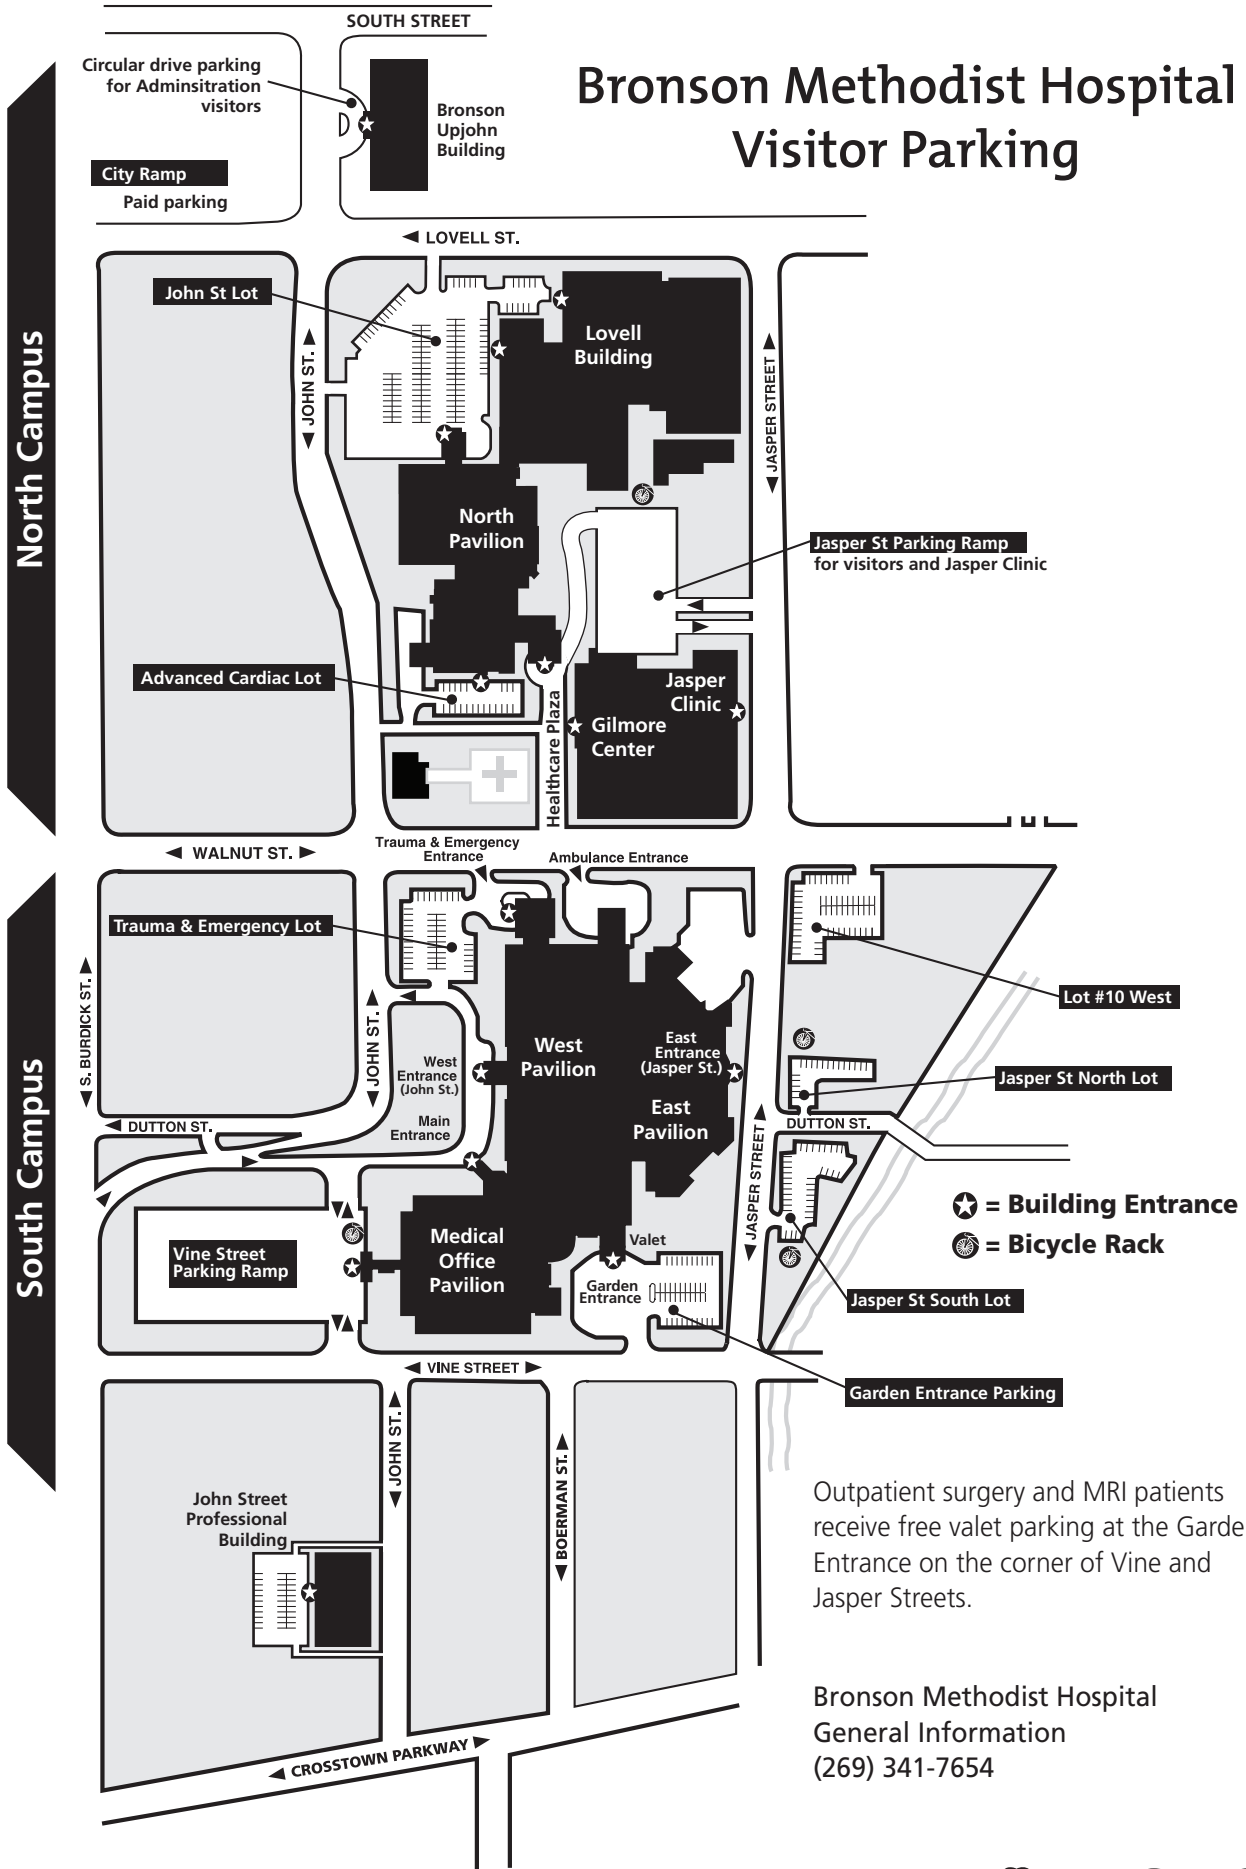 SOUTH STREET
Circular drive parking
for Adminsitration
visitors
Bronson
Upjohn
Building
Bronson Methodist Hospital
Visitor Parking
City Ramp
Paid parking
LOVELL ST.
North Campus
John St Lot
Lovell
Building
JOHN ST.
JASPER STREET
North
Pavilion
Jasper St Parking Ramp
for visitors and Jasper Clinic
Advanced Cardiac Lot
Jasper
Clinic
Gilmore
Center
Healthcare Plaza
WALNUT ST.
Trauma & Emergency
Entrance
Ambulance Entrance
South Campus
Trauma & Emergency Lot
Lot #10 West
S. BURDICK ST.
JOHN ST.
West
Pavilion
East
Entrance
(Jasper St.)
West
Entrance
(John St.)
Jasper St North Lot
Main
Entrance
East
Pavilion
DUTTON ST.
DUTTON ST.
JASPER STREET
= Building Entrance
= Bicycle Rack
Vine Street
Parking Ramp
Medical
Office
Pavilion
Valet
Garden
Entrance
Jasper St South Lot
VINE STREET
Garden Entrance Parking
JOHN ST.
BOERMAN ST.
John Street
Professional
Building
Outpatient surgery and MRI patients
receive free valet parking at the Garde
Entrance on the corner of Vine and
Jasper Streets.
Bronson Methodist Hospital
General Information
(269) 341-7654
CROSSTOWN PARKWAY